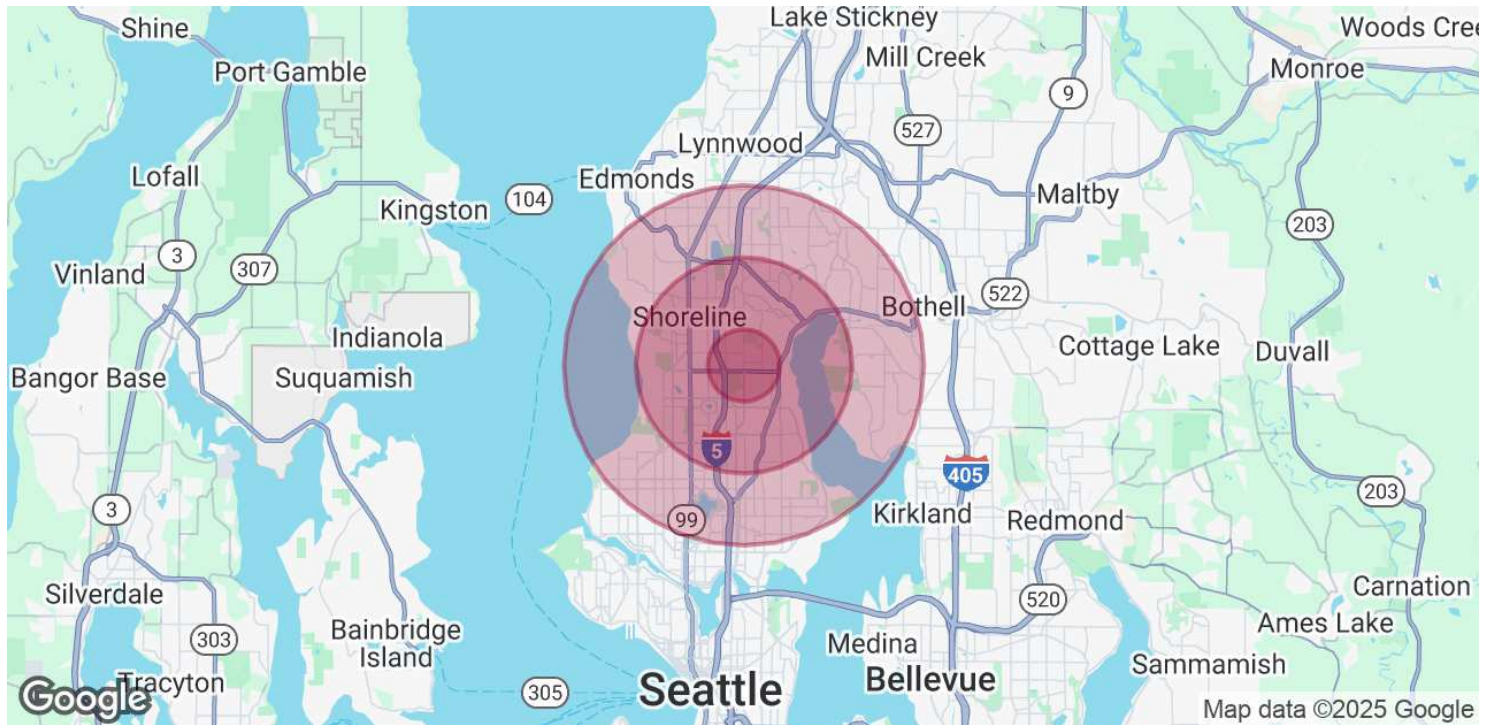 Shine
Lake Stickney
Woods Cree
Mill Creek
Port Gamble
Monroe
9
527
Lynnwood
Lofall
Edmonds
104
Maltby
Kingston
203
3
307
Vinland
Bothell
522
Shoreline
Indianola
Cottage Lake
Duvall
Bangor Base
Suquamish
5
405
203
3
99
Kirkland
Redmond
Silverdale
520
Carnation
303
Bainbridge
Island
Ames Lake
Medina
Sammamish
Tracyton
Bellevue
305
Seattle
Google
Map data ©2025 Google